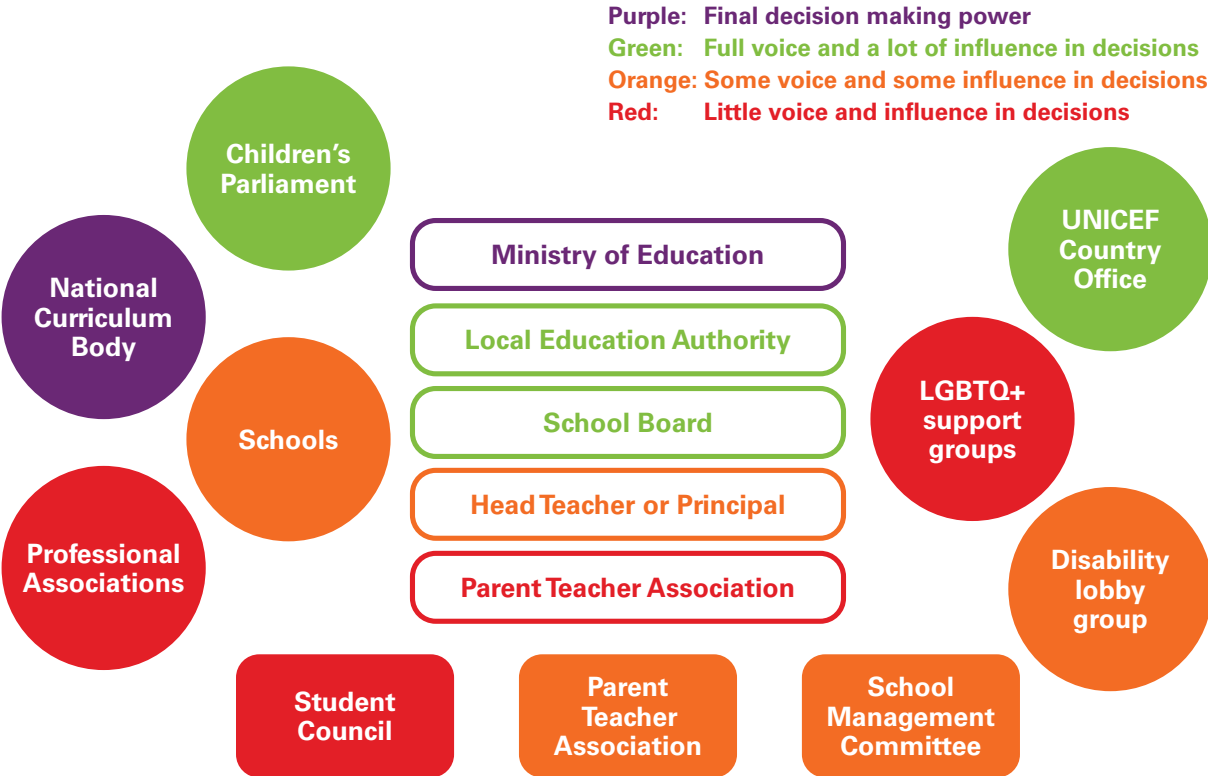 Purple: Final decision making power
Green: Full voice and a lot of influence in decisions
Orange: Some voice and some influence in decisions
Red: Little voice and influence in decisions
Children’s
Parliament
National
Curriculum
Body
Schools
Professional
Associations
Ministry of Education
Local Education Authority
School Board
Head Teacher or Principal
Parent Teacher Association
UNICEF
Country
Office
LGBTQ+
support
groups
Disability
lobby
group
Student
Council
Parent
Teacher
Association
School
Management
Committee